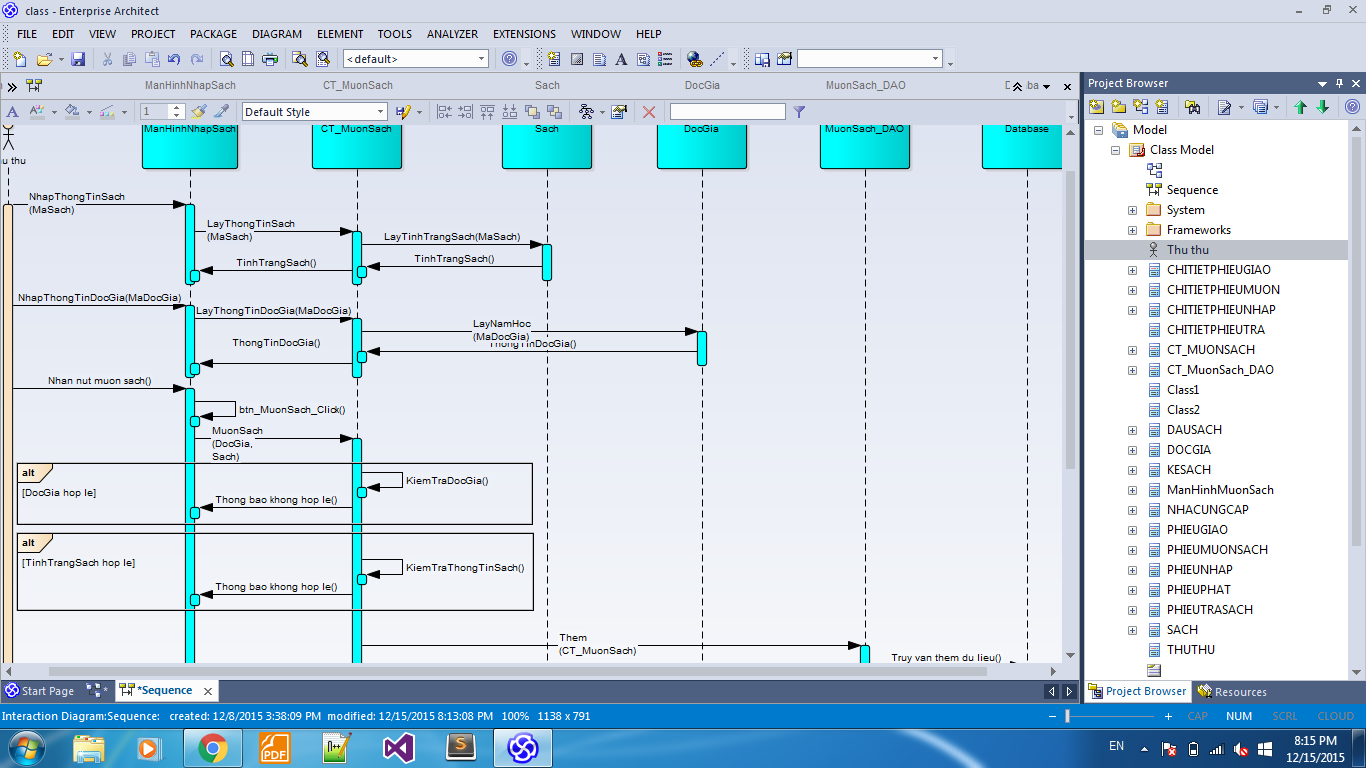 class - Enterprise Architect
FILE EDIT VIEW PROJECT PACKAGE DIAGRAM ELEMENT TOOLS ANALYZER EXTENSIONS WINDOW HELP
<default>
ManHinhNhapSach CT_MuonSach Sach DocGia MuonSach_DAO
1 Default Style
ManHinhNhapSach CT_MuonSach Sach DocGia MuonSach_DAO Database
u thu
NhapThongTinSach
(MaSach)
LayThongTinSach
(MaSach)
LayTinhTrangSach(MaSach)
TinhTrangSach()
TinhTrangSach()
NhapThongTinDocGia(MaDocGia)
LayThongTinDocGia(MaDocGia)
LayNamHoc
(MaDocGia)
ThongTinDocGia()
ThongTinDocGia()
Nhan nut muon sach()
btn_MuonSach_Click()
MuonSach
(DocGia,
Sach)
alt
[DocGia hop le]
KiemTraDocGia()
Thong bao khong hop le()
alt
[TinhTrangSach hop le]
KiemTraThongTinSach()
Thong bao khong hop le()
Them
(CT_MuonSach)
Truy van them du lieu()
Project Browser
Model
Class Model
Sequence
System
Frameworks
Thu thu
CHITIETPHIEUGIAO
CHITIETPHIEUMUON
CHITIETPHIEUNHAP
CHITIETPHIEUTRA
CT_MUONSACH
CT_MuonSach_DAO
Class1
Class2
DAUSACH
DOCGIA
KESACH
ManHinhMuonSach
NHACUNGCAP
PHIEUGIAO
PHIEUMUONSACH
PHIEUNHAP
PHIEUPHAT
PHIEUTRASACH
SACH
THUTHU
Start Page * *Sequence
Project Browser Resources
Interaction Diagram:Sequence: created: 12/8/2015 3:38:09 PM modified: 12/15/2015 8:13:08 PM 100% 1138 x 791
CAP NUM SCRL CLOUD
PDF
EN
8:15 PM
12/15/2015